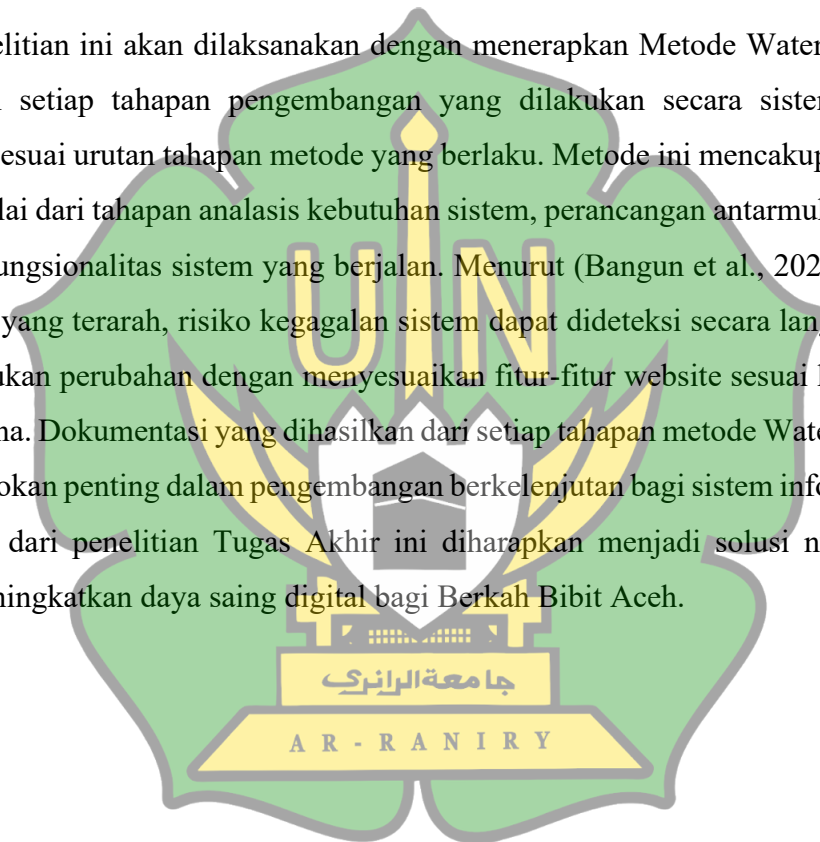 elitian ini akan dilaksanakan dengan menerapkan Metode Water
setiap tahapan pengembangan yang dilakukan secara sister
esuai urutan tahapan metode yang berlaku. Metode ini mencakup
lai dari tahapan analasis kebutuhan sistem, perancangan antarmul
ungsionalitas sistem yang berjalan. Menurut (Bangun et al., 202
yang terarah, risiko kegagalan sistem dapat dideteksi secara lang
ukan perubahan dengan menyesuaikan fitur-fitur website sesuai
UIN
na. Dokumentasi yang dihasilkan dari setiap tahapan metode Wate
okan penting dalam pengembangan berkelenjutan bagi sistem info
dari penelitian Tugas Akhir ini diharapkan menjadi solusi n
ningkatkan daya saing digital bagi Berkah Bibit Aceh.
جامعة الرانري
AR-RANIRY